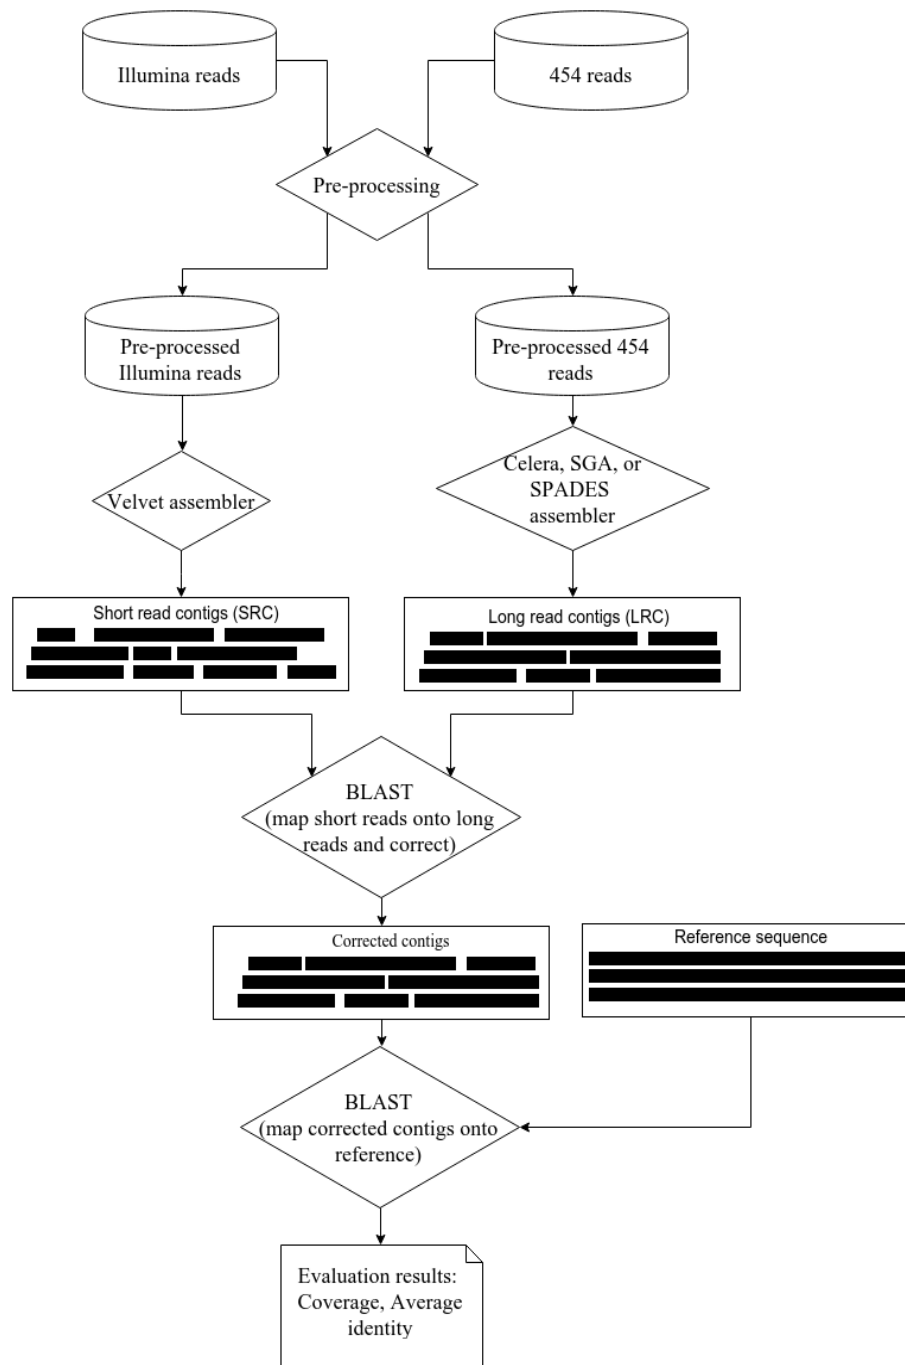 Illumina reads
454 reads
Pre-processing
Pre-processed
Illumina reads
Pre-processed 454
reads
Velvet assembler
Celera, SGA, or
SPADES
assembler
Short read contigs (SRC)
Long read contigs (LRC)
BLAST
(map short reads onto long
reads and correct)
Corrected contigs
Reference sequence
BLAST
(map corrected contigs onto
reference)
Evaluation results:
Coverage, Average
identity